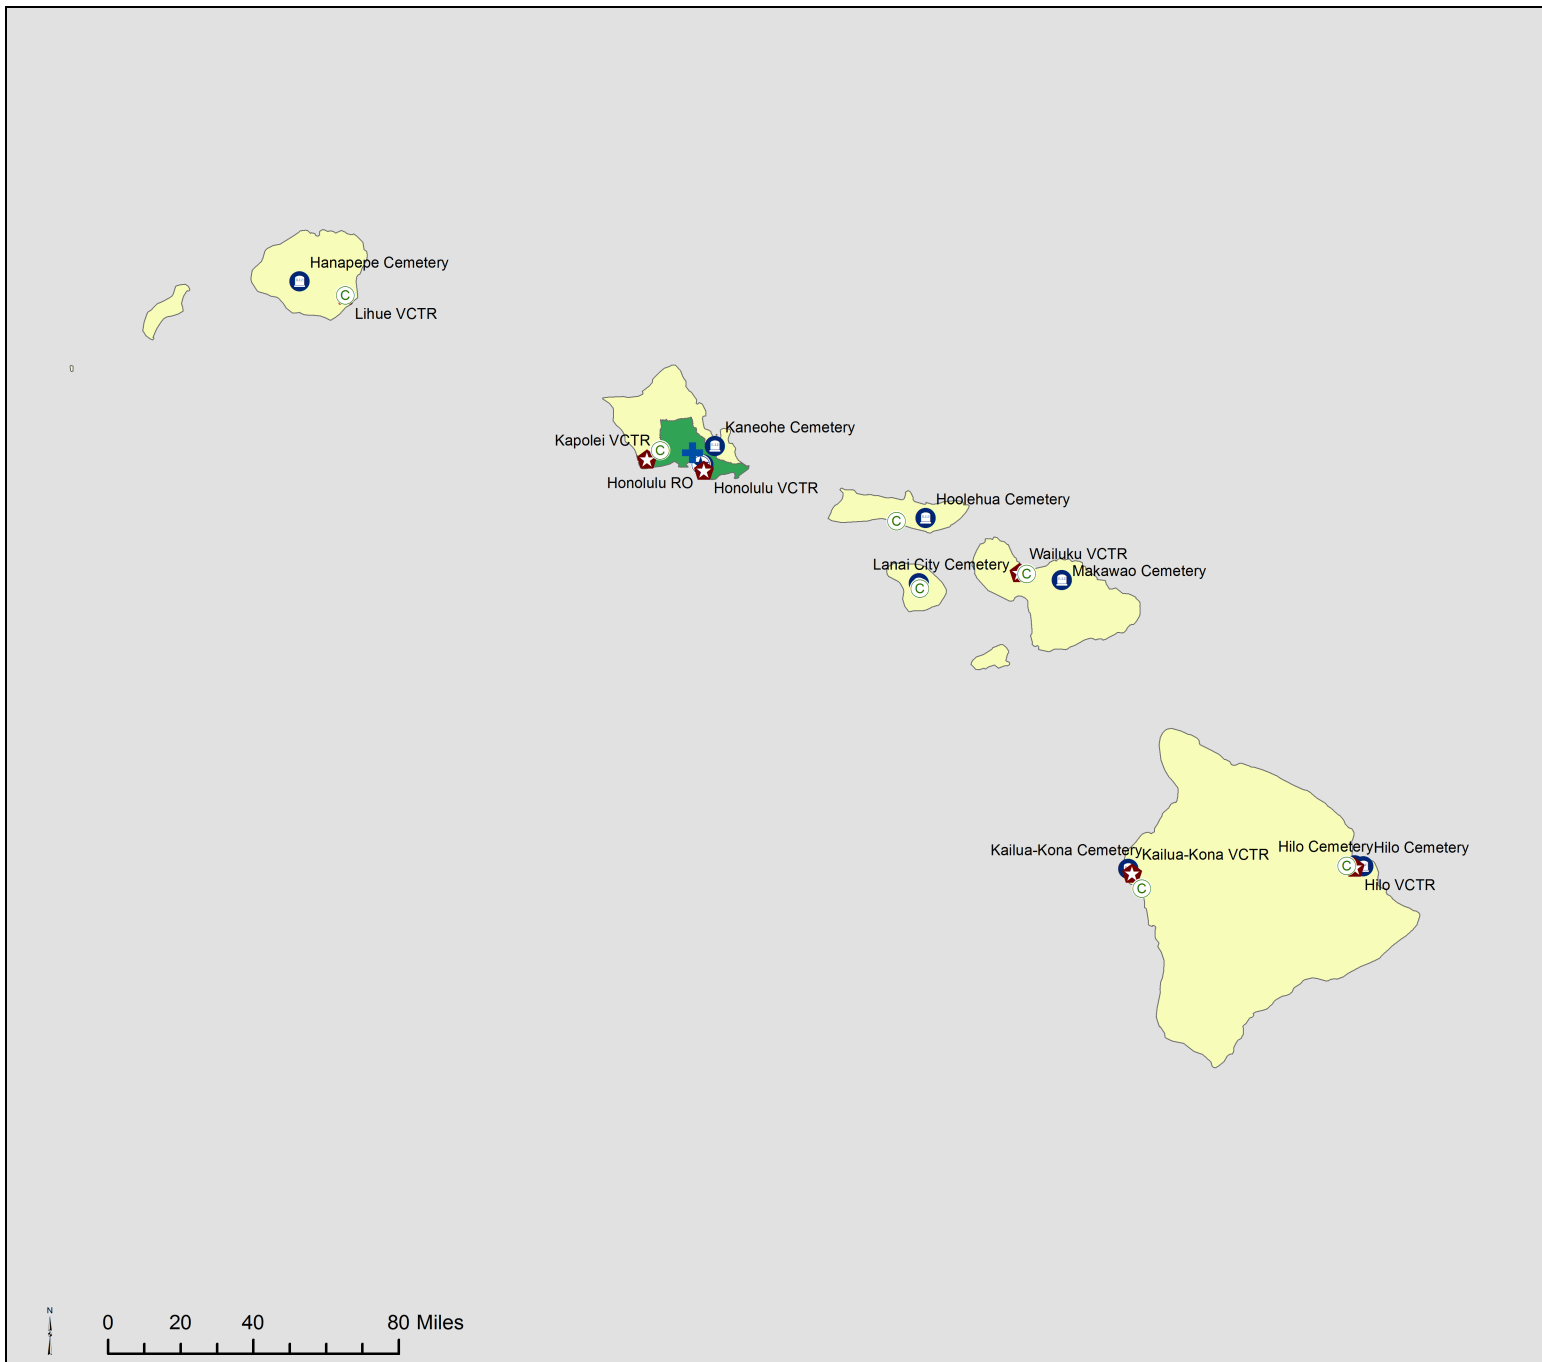 Hanapepe Cemetery
C
Lihue VCTR
Kaneohe Cemetery
Kapolei VCTR
C
Honolulu RO
Honolulu VCTR
Hoolehua Cemetery
C
Wailuku VCTR
Lanai City Cemetery
C
Makawao Cemetery
C
Kailua-Kona Cemetery
Kailua-Kona VCTR
C
Hilo Cemetery
Hilo Cemetery
C
Hilo VCTR
N
0 20 40 80 Miles